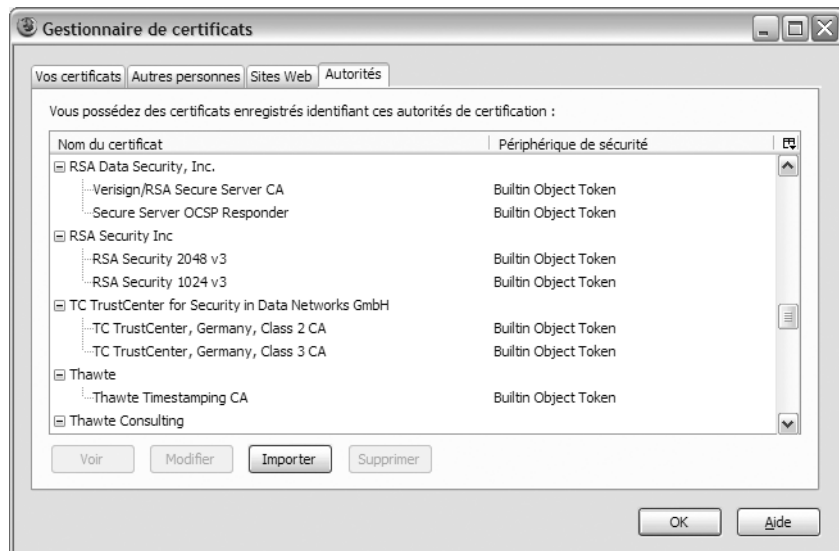 Gestionnaire de certificats
Vos certificats Autres personnes Sites Web Autorités
Vous possédez des certificats enregistrés identifiant ces autorités de certification :
Nom du certificat Périphérique de sécurité
RSA Data Security, Inc.
Verisign/RSA Secure Server CA Builtin Object Token
Secure Server OCSP Responder Builtin Object Token
RSA Security Inc
RSA Security 2048 v3 Builtin Object Token
RSA Security 1024 v3 Builtin Object Token
TC TrustCenter for Security in Data Networks GmbH
TC TrustCenter, Germany, Class 2 CA Builtin Object Token
TC TrustCenter, Germany, Class 3 CA Builtin Object Token
Thawte
Thawte Timestamping CA Builtin Object Token
Thawte Consulting
Voir Modifier Importer Supprimer
OK Aide